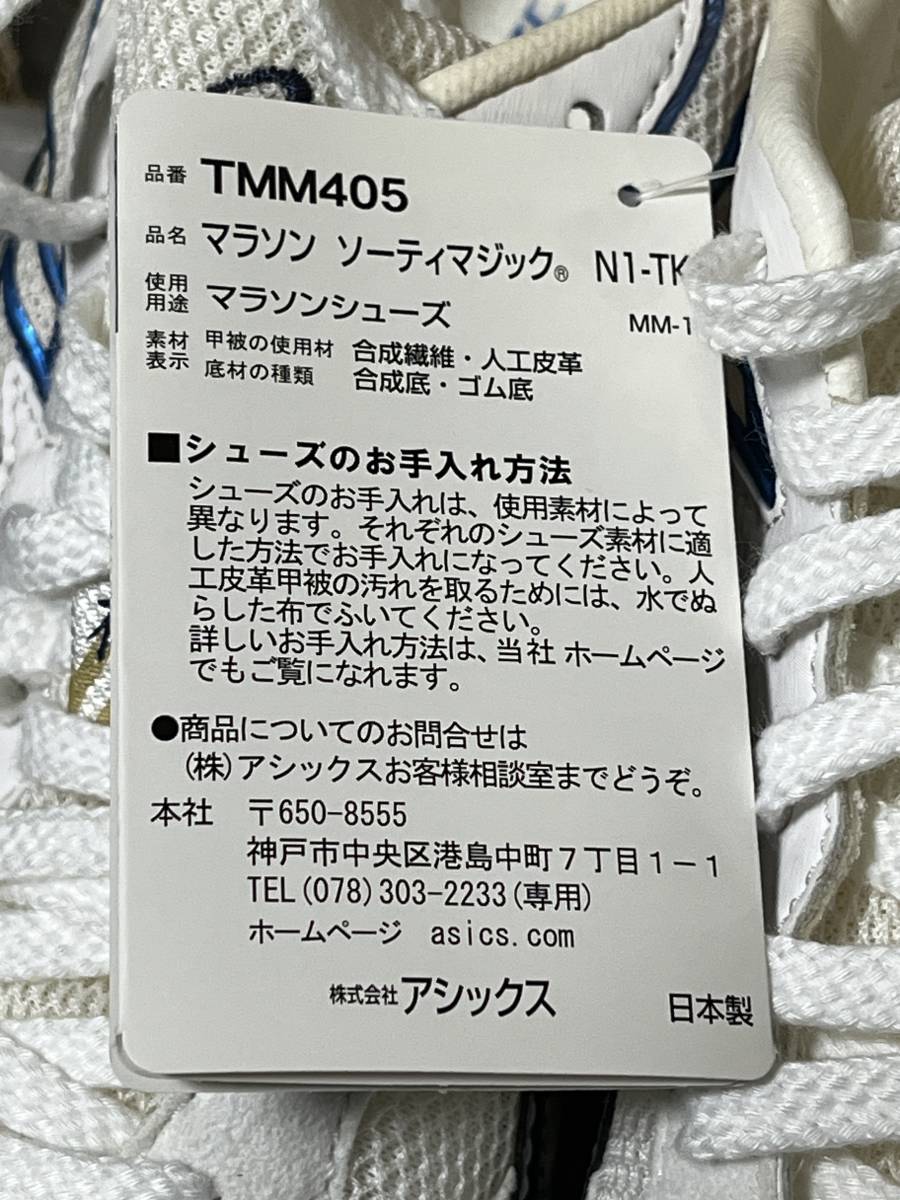 品番 TMM405
品名 マラソン ソーティマジック® N1-TK
使用用途 マラソンシューズ
MM-1
素材表示 甲被の使用材 合成繊維・人工皮革
底材の種類 合成底・ゴム底
■シューズのお手入れ方法
シューズのお手入れは、使用素材によって
異なります。それぞれのシューズ素材に適
した方法でお手入れになってください。人
工皮革甲被の汚れを取るためには、水でぬ
らした布でふいてください。
詳しいお手入れ方法は、当社 ホームページ
でもご覧になれます。
●商品についてのお問合せは
(株)アシックスお客様相談室までどうぞ。
本社 〒650-8555
神戸市中央区港島中町7丁目1-1
TEL(078)303-2233(専用)
ホームページ asics.com
株式会社アシックス
日本製